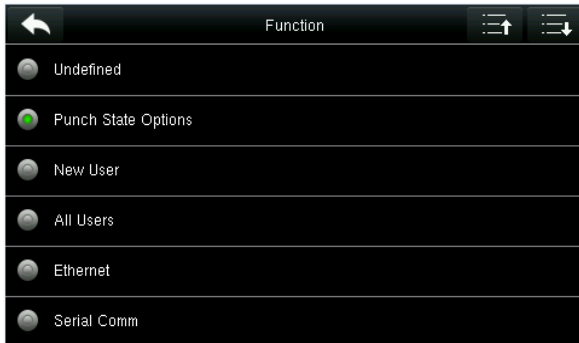 Function
Undefined
Punch State Options
New User
All Users
Ethernet
Serial Comm